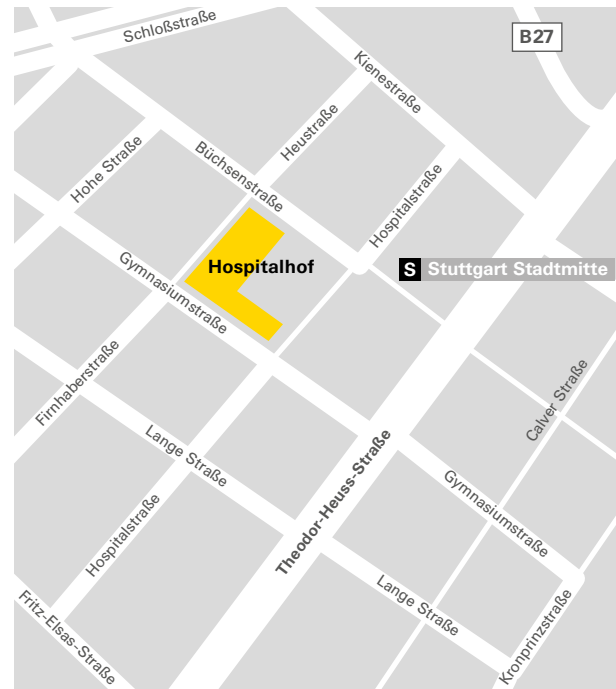 Schloßstraße
B27
Kienestraße
Heustraße
Hohe Straße
Büchsenstraße
Hospitalstraße
Hospitalhof
S Stuttgart Stadtmitte
Gymnasiumstraße
Firnhaberstraße
Calver Straße
Lange Straße
Theodor-Heuss-Straße
Gymnasiumstraße
Hospitalstraße
Fritz-Elsas-Straße
Lange Straße
Kronprinzstraße